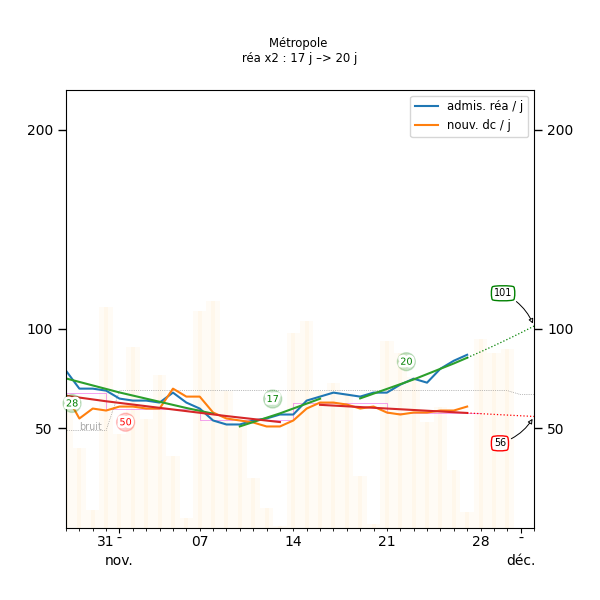 Métropole
réa x2 : 17 j –> 20 j
admis. réa / j
nouv. dc / j
200
200
101
100
100
20
17
28
50
bruit
50
50
56
31
07
14
21
28
nov.
déc.